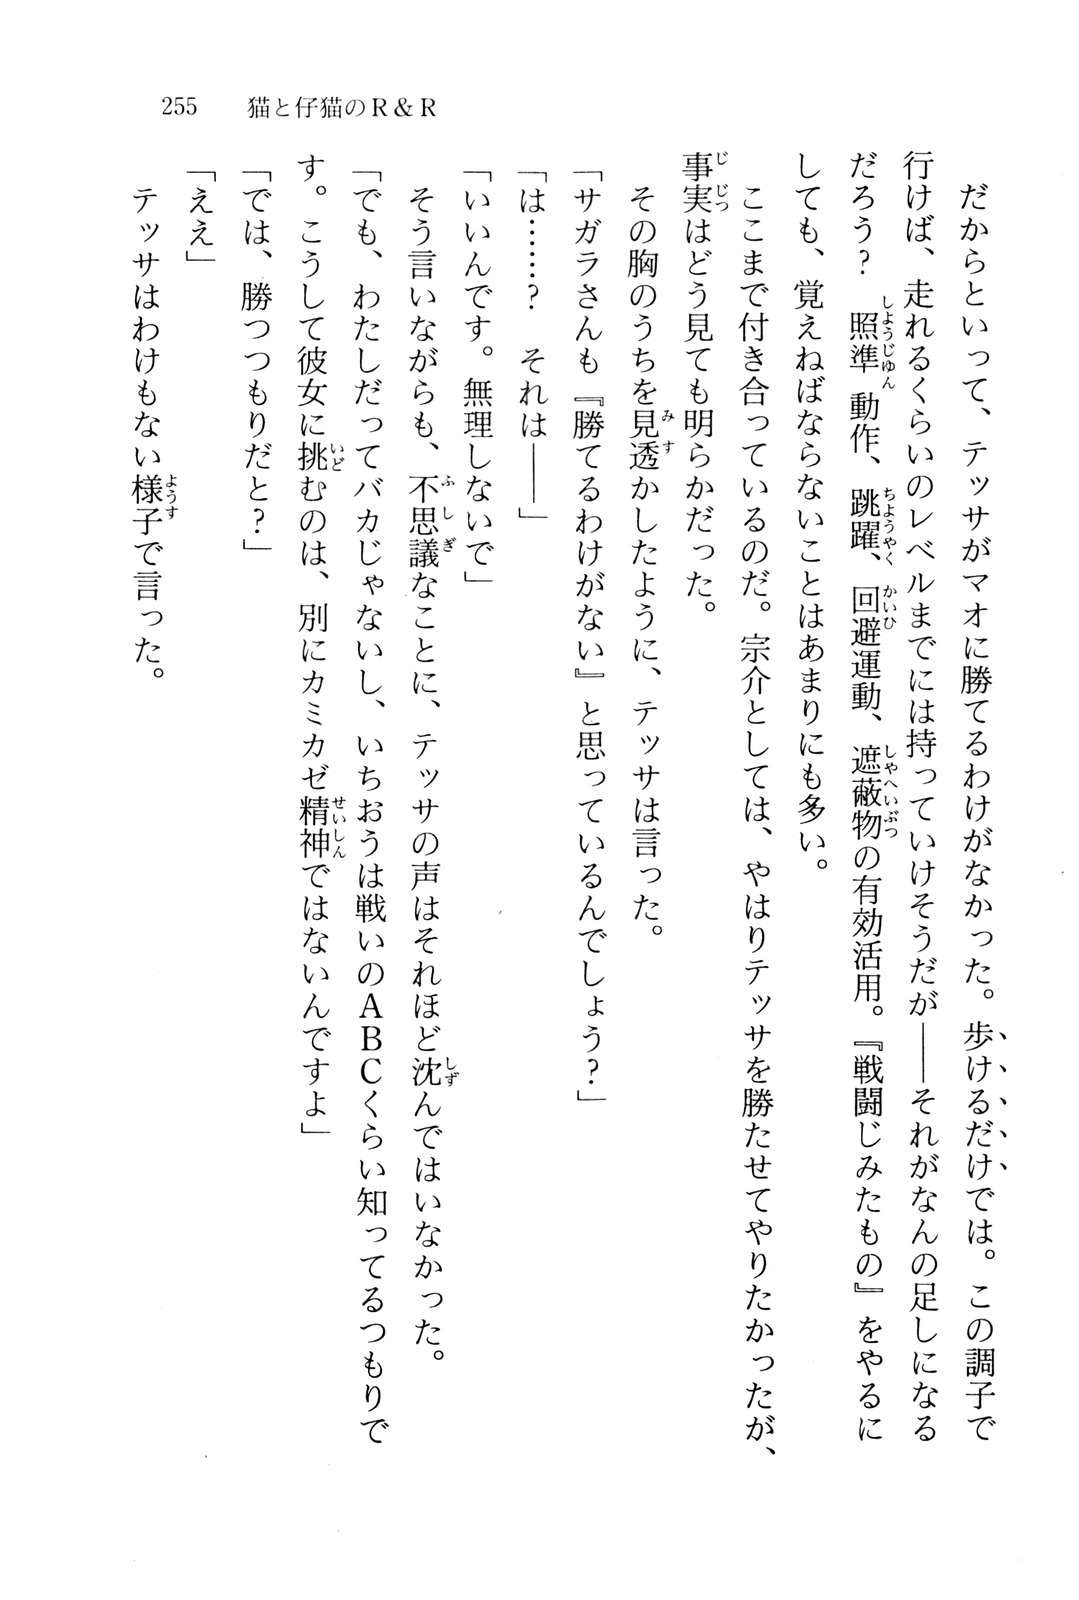 255　猫と仔猫のR＆R
　だからといって、テッサがマオに勝てるわけがなかった。歩けるだけでは。この調子で
行けば、走れるくらいのレベルまでには持っていけそうだが――それがなんの足しになる
だろう？　照準動作、跳躍、回避運動、遮蔽物の有効活用。『戦闘じみたもの』をやるに
しても、覚えねばならないことはあまりにも多い。
　ここまで付き合っているのだ。宗介としては、やはりテッサを勝たせてやりたかったが、
事実はどう見ても明らかだった。
　その胸のうちを見透かしたように、テッサは言った。
「サガラさんも『勝てるわけがない』と思っているんでしょう？」
「は……？　それは――」
「いいんです。無理しないで」
　そう言いながらも、不思議なことに、テッサの声はそれほど沈んではいなかった。
「でも、わたしだってバカじゃないし、いちおうは戦いのABCくらい知ってるつもりで
す。こうして彼女に挑むのは、別にカミカゼ精神ではないんですよ」
「では、勝つつもりだと？」
「ええ」
　テッサはわけもない様子で言った。